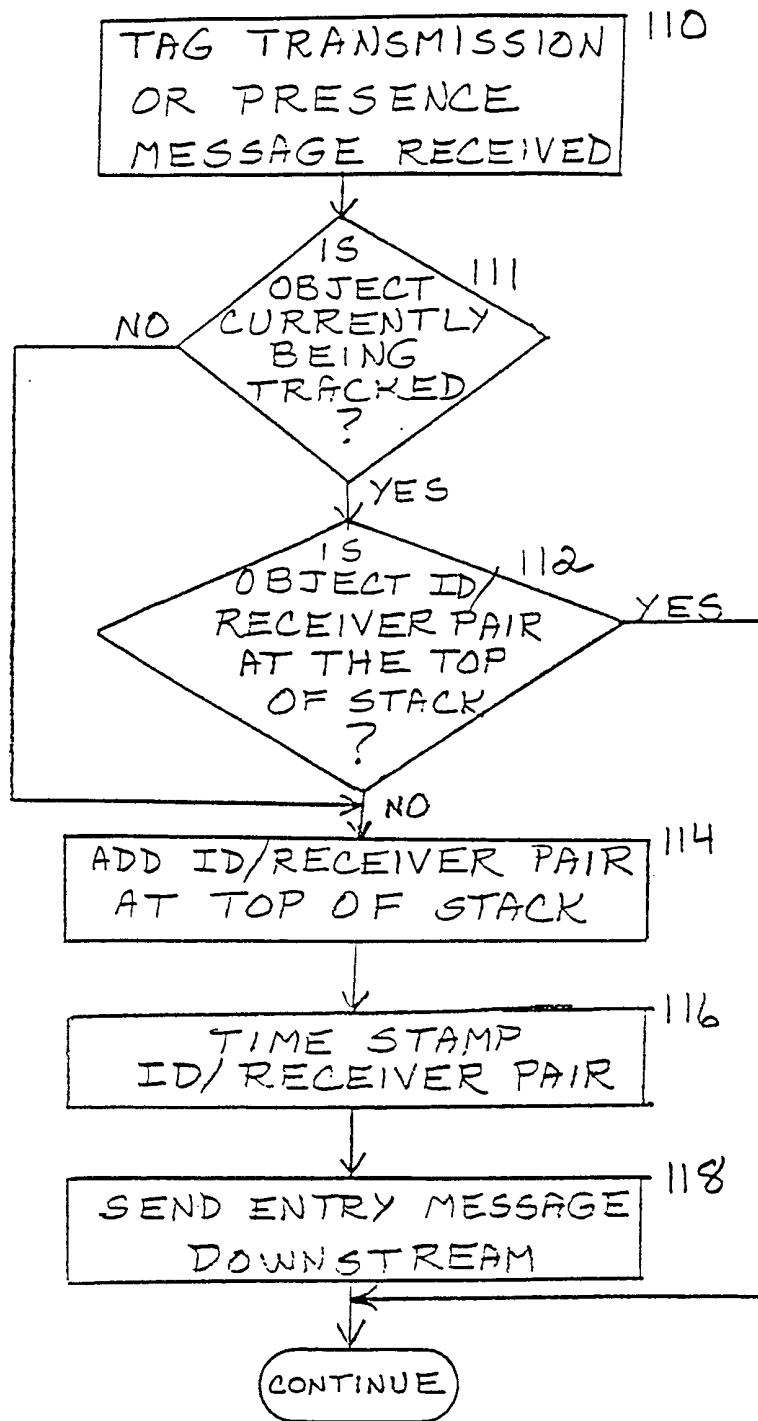 TAG TRANSMISSION
OR PRESENCE
MESSAGE RECEIVED
110
IS
OBJECT
CURRENTLY
BEING
TRACKED
?
111
NO
YES
IS
OBJECT ID/
RECEIVER PAIR
AT THE TOP
OF STACK
?
112
YES
NO
ADD ID/RECEIVER PAIR
AT TOP OF STACK
114
TIME STAMP
ID/RECEIVER PAIR
116
SEND ENTRY MESSAGE
DOWNSTREAM
118
CONTINUE